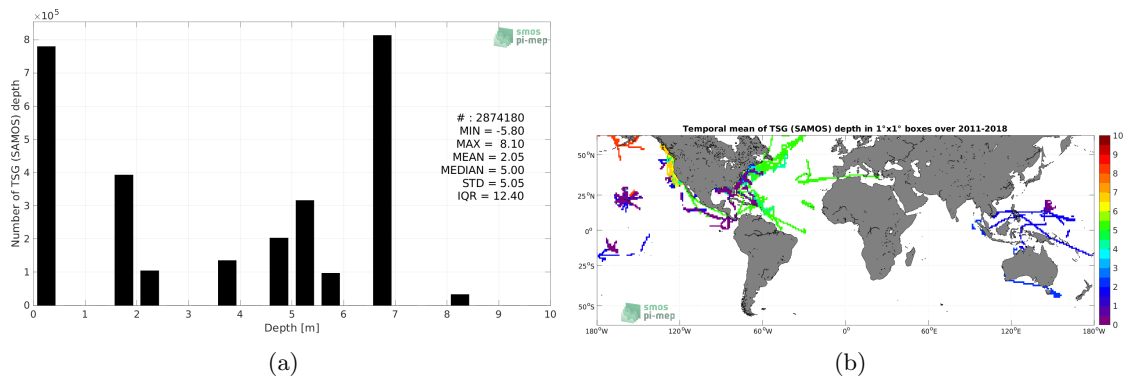 ×10⁵
smos
pi-mep
8
7
6
5
4
3
2
1
0
Number of TSG (SAMOS) depth
# : 2874180
MIN = -5.80
MAX = 8.10
MEAN = 2.05
MEDIAN = 5.00
STD = 5.05
IQR = 12.40
0 1 2 3 4 5 6 7 8 9 10
Depth [m]
(a)
Temporal mean of TSG (SAMOS) depth in 1°x1° boxes over 2011-2018
50°N
25°N
0°
25°S
50°S
smos
pi-mep
180°W 120°W 60°W 0° 60°E 120°E 180°E
10
9
8
7
6
5
4
3
2
1
0
(b)